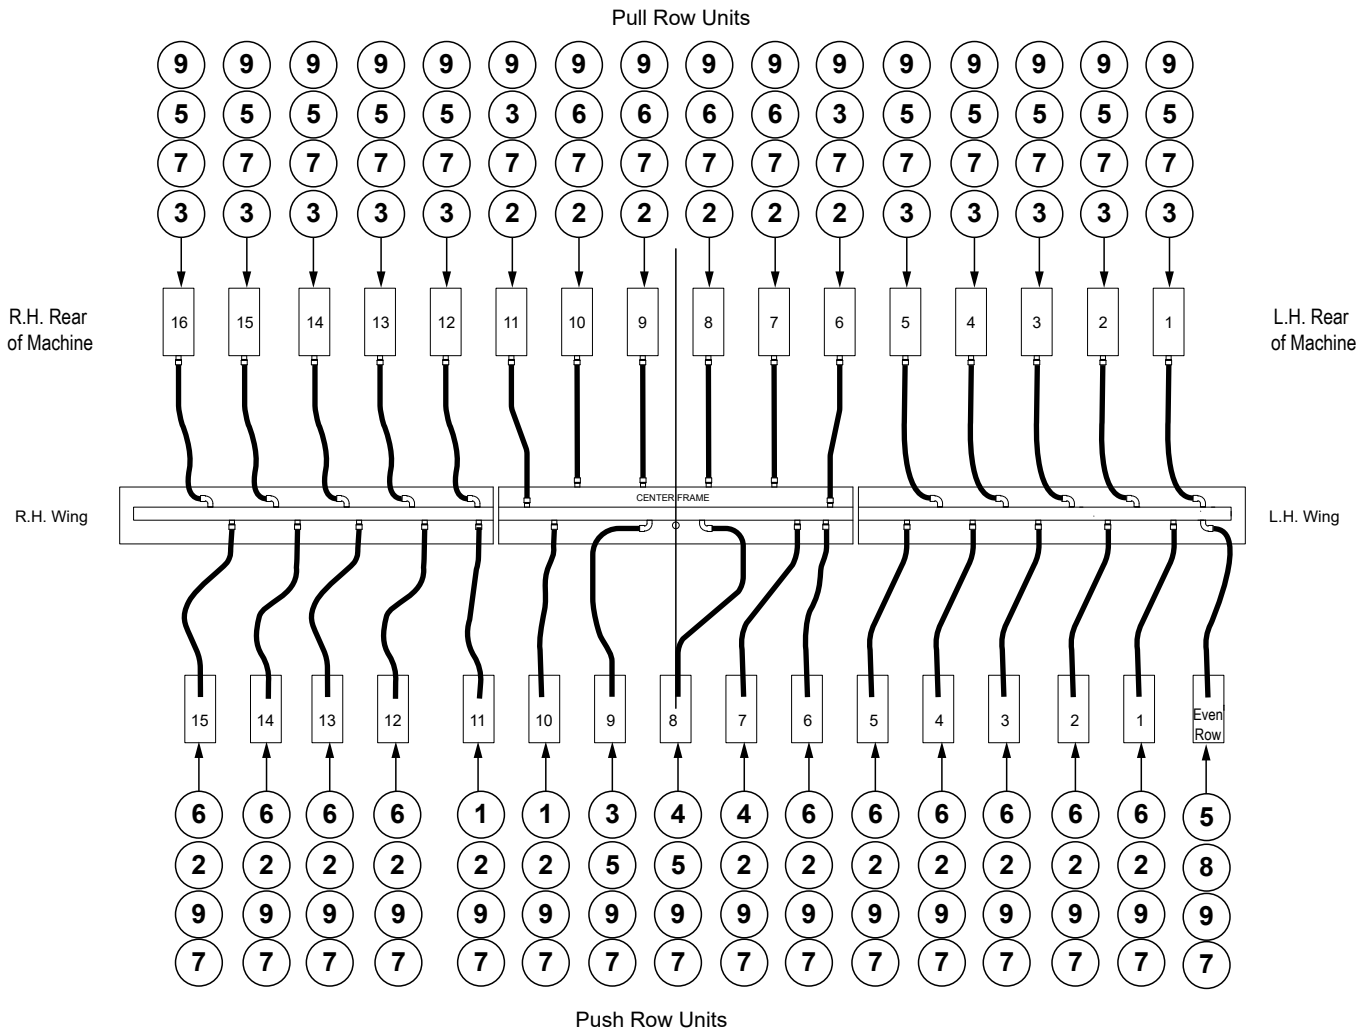 Pull Row Units
9 9 9 9 9 9 9 9 9 9 9 9 9 9 9 9
5 5 5 5 5 3 6 6 6 6 3 5 5 5 5 5
7 7 7 7 7 7 7 7 7 7 7 7 7 7 7 7
3 3 3 3 3 2 2 2 2 2 2 3 3 3 3 3
R.H. Rear
of Machine
16 15 14 13 12 11 10 9 8 7 6 5 4 3 2 1
L.H. Rear
of Machine
CENTER FRAME
R.H. Wing
L.H. Wing
15 14 13 12 11 10 9 8 7 6 5 4 3 2 1
Even
Row
6 6 6 6 1 1 3 4 4 6 6 6 6 6 6 5
2 2 2 2 2 2 5 5 2 2 2 2 2 2 2 8
9 9 9 9 9 9 9 9 9 9 9 9 9 9 9 9
7 7 7 7 7 7 7 7 7 7 7 7 7 7 7 7
Push Row Units